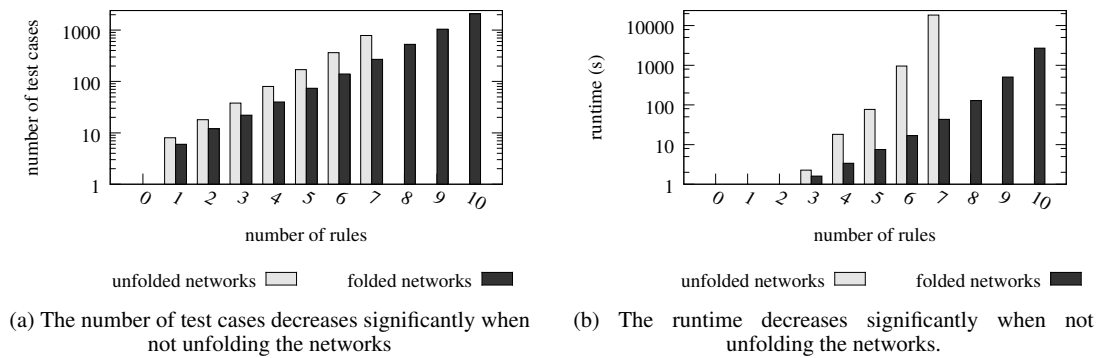 number of test cases
1000
100
10
1
0 1 2 3 4 5 6 7 8 9 10
number of rules
unfolded networks folded networks
(a) The number of test cases decreases significantly when
not unfolding the networks
runtime (s)
10000
1000
100
10
1
0 1 2 3 4 5 6 7 8 9 10
number of rules
unfolded networks folded networks
(b) The runtime decreases significantly when not
unfolding the networks.